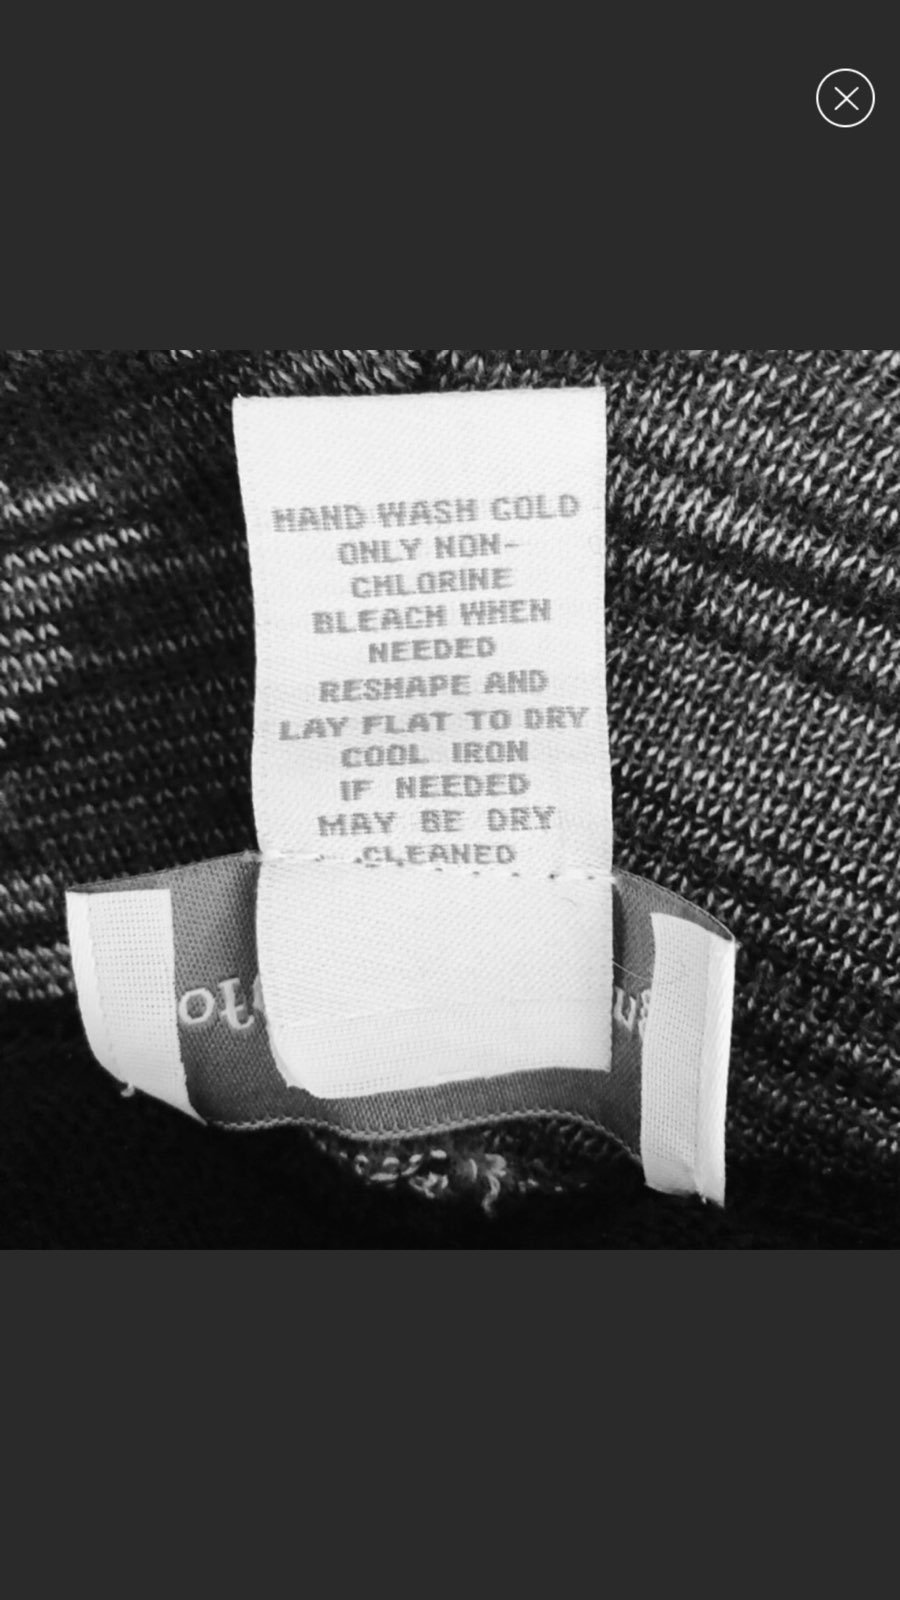 HAND WASH COLD
ONLY NON-
CHLORINE
BLEACH WHEN
NEEDED
RESHAPE AND
LAY FLAT TO DRY
COOL IRON
IF NEEDED
MAY BE DRY
CLEANED